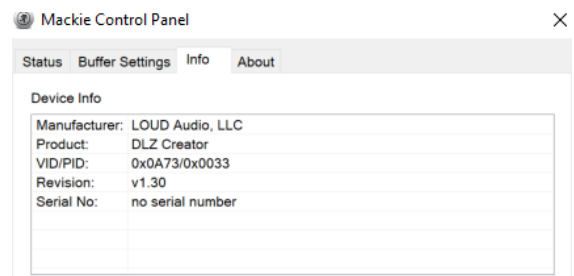 Mackie Control Panel
Status Buffer Settings Info About
Device Info
Manufacturer: LOUD Audio, LLC
Product: DLZ Creator
VID/PID: 0x0A73/0x0033
Revision: v1.30
Serial No: no serial number